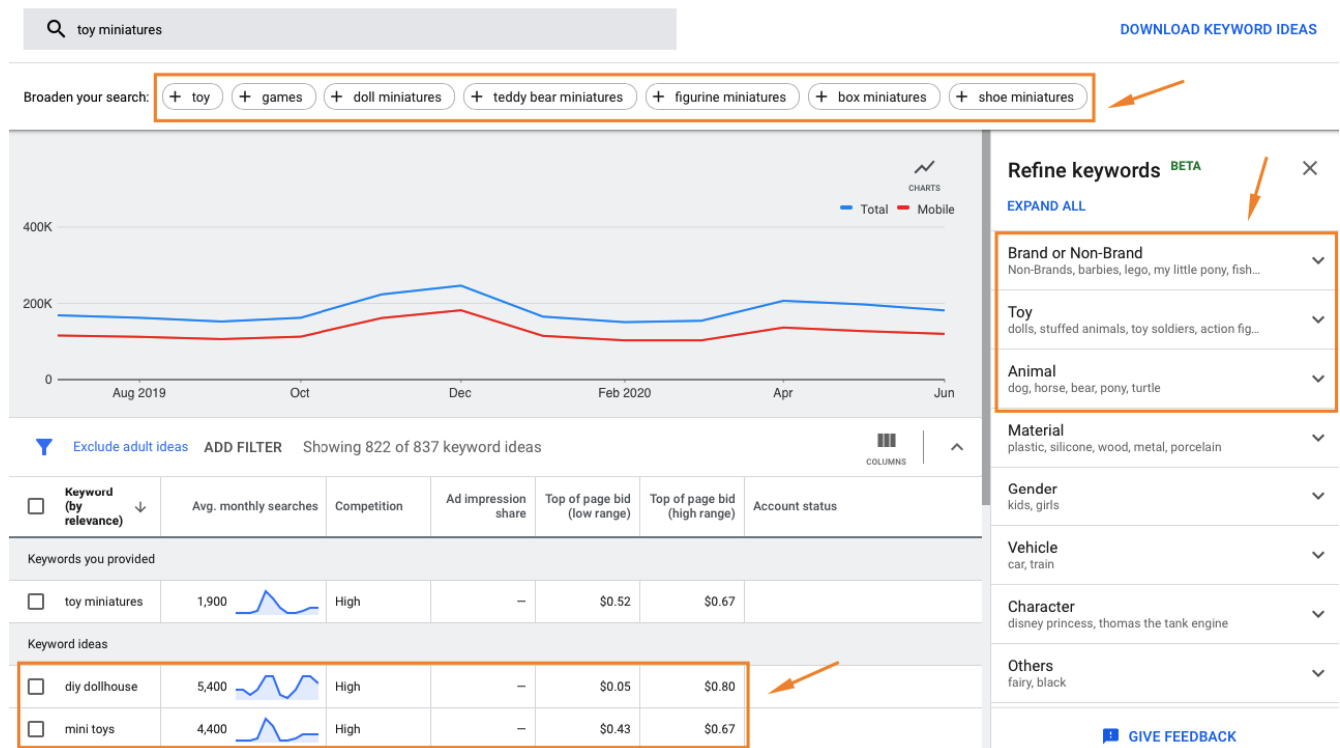 toy miniatures
DOWNLOAD KEYWORD IDEAS
Broaden your search:
+ toy
+ games
+ doll miniatures
+ teddy bear miniatures
+ figurine miniatures
+ box miniatures
+ shoe miniatures
CHARTS
Total
Mobile
400K
200K
0
Aug 2019
Oct
Dec
Feb 2020
Apr
Jun
Exclude adult ideas
ADD FILTER
Showing 822 of 837 keyword ideas
COLUMNS
Keyword
(by
relevance)
Avg. monthly searches
Competition
Ad impression
share
Top of page bid
(low range)
Top of page bid
(high range)
Account status
Keywords you provided
toy miniatures 1,900 High – $0.52 $0.67
Keyword ideas
diy dollhouse 5,400 High – $0.05 $0.80
mini toys 4,400 High – $0.43 $0.67
Refine keywords BETA
EXPAND ALL
Brand or Non-Brand
Non-Brands, barbies, lego, my little pony, fish...
Toy
dolls, stuffed animals, toy soldiers, action fig...
Animal
dog, horse, bear, pony, turtle
Material
plastic, silicone, wood, metal, porcelain
Gender
kids, girls
Vehicle
car, train
Character
disney princess, thomas the tank engine
Others
fairy, black
GIVE FEEDBACK